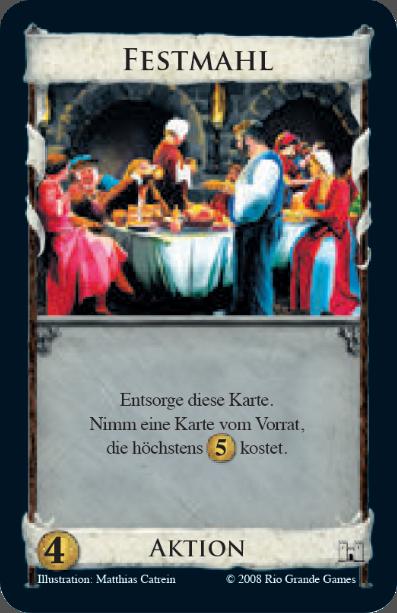 FESTMAHL
Entsorge diese Karte.
Nimm eine Karte vom Vorrat,
die höchstens 5 kostet.
4 AKTION
Illustration: Matthias Catrein © 2008 Rio Grande Games